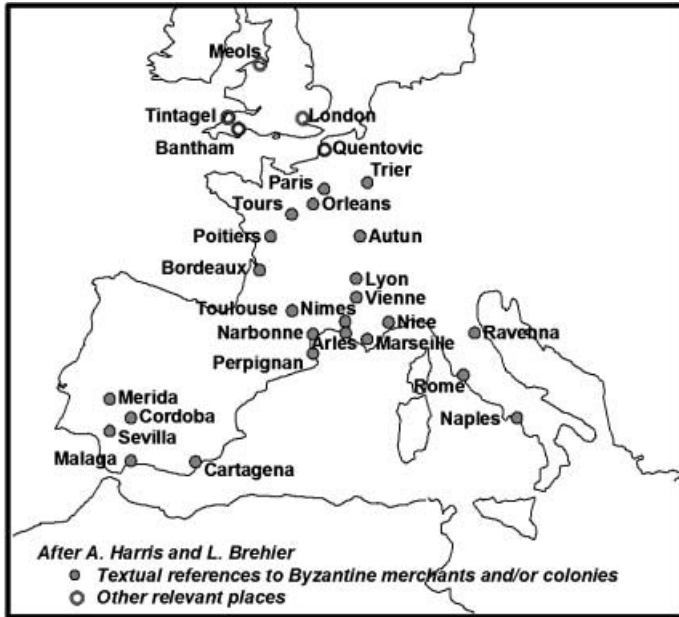 Meols
Tintagel
London
Bantham
Quentovic
Trier
Paris
Orleans
Tours
Poitiers
Autun
Bordeaux
Lyon
Vienne
Toulouse
Nimes
Nice
Narbonne
Ravenna
Arles
Marseille
Perpignan
Rome
Merida
Cordoba
Naples
Sevilla
Malaga
Cartagena
After A. Harris and L. Brehier
Textual references to Byzantine merchants and/or colonies
Other relevant places